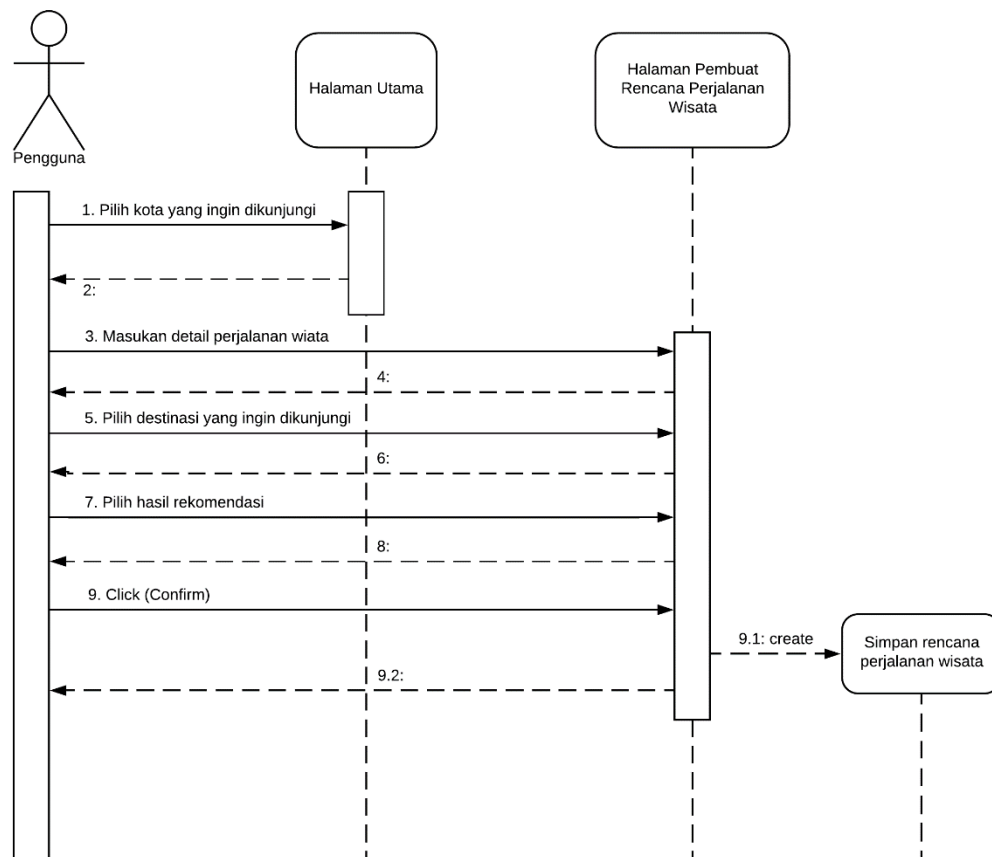 Halaman Utama
Halaman Pembuat
Rencana Perjalanan
Wisata
Pengguna
1. Pilih kota yang ingin dikunjungi
2:
3. Masukan detail perjalanan wiata
4:
5. Pilih destinasi yang ingin dikunjungi
6:
7. Pilih hasil rekomendasi
8:
9. Click (Confirm)
9.1: create
Simpan rencana
perjalanan wisata
9.2: